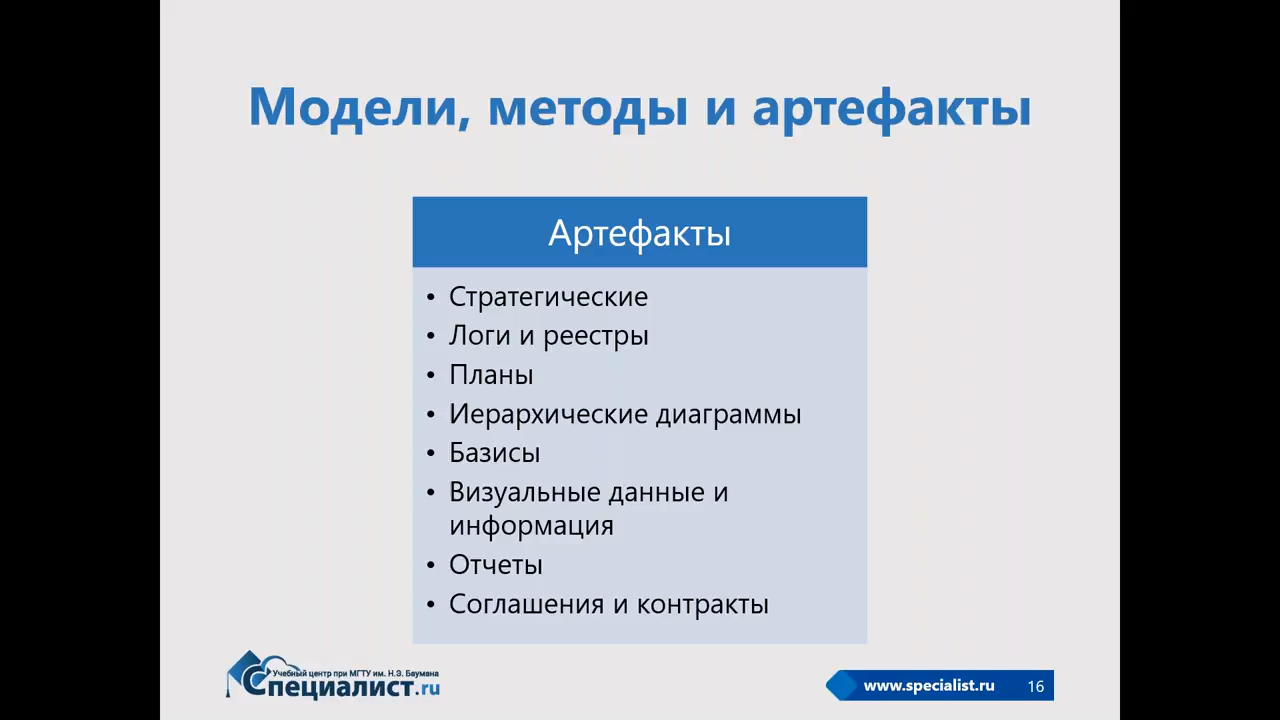 Модели, методы и артефакты
Артефакты
• Стратегические
• Логи и реестры
• Планы
• Иерархические диаграммы
• Базисы
• Визуальные данные и
информация
• Отчеты
• Соглашения и контракты
Учебный центр при МГТУ им. Н.Э. Баумана
Специалист.ru
www.specialist.ru 16